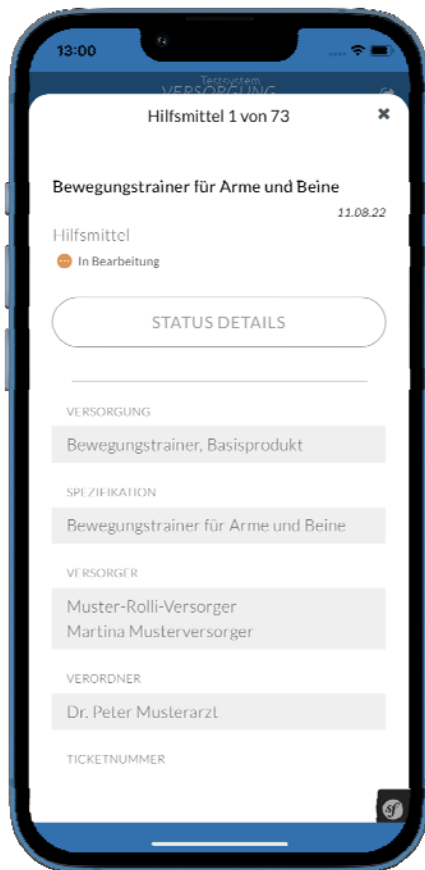 13:00
Testsystem
VERSORGUNG
Hilfsmittel 1 von 73
Bewegungstrainer für Arme und Beine
11.08.22
Hilfsmittel
In Bearbeitung
STATUS DETAILS
VERSORGUNG
Bewegungstrainer, Basisprodukt
SPEZIFIKATION
Bewegungstrainer für Arme und Beine
VERSORGER
Muster-Rolli-Versorger
Martina Musterversorger
VERORDNER
Dr. Peter Musterarzt
TICKETNUMMER
sf